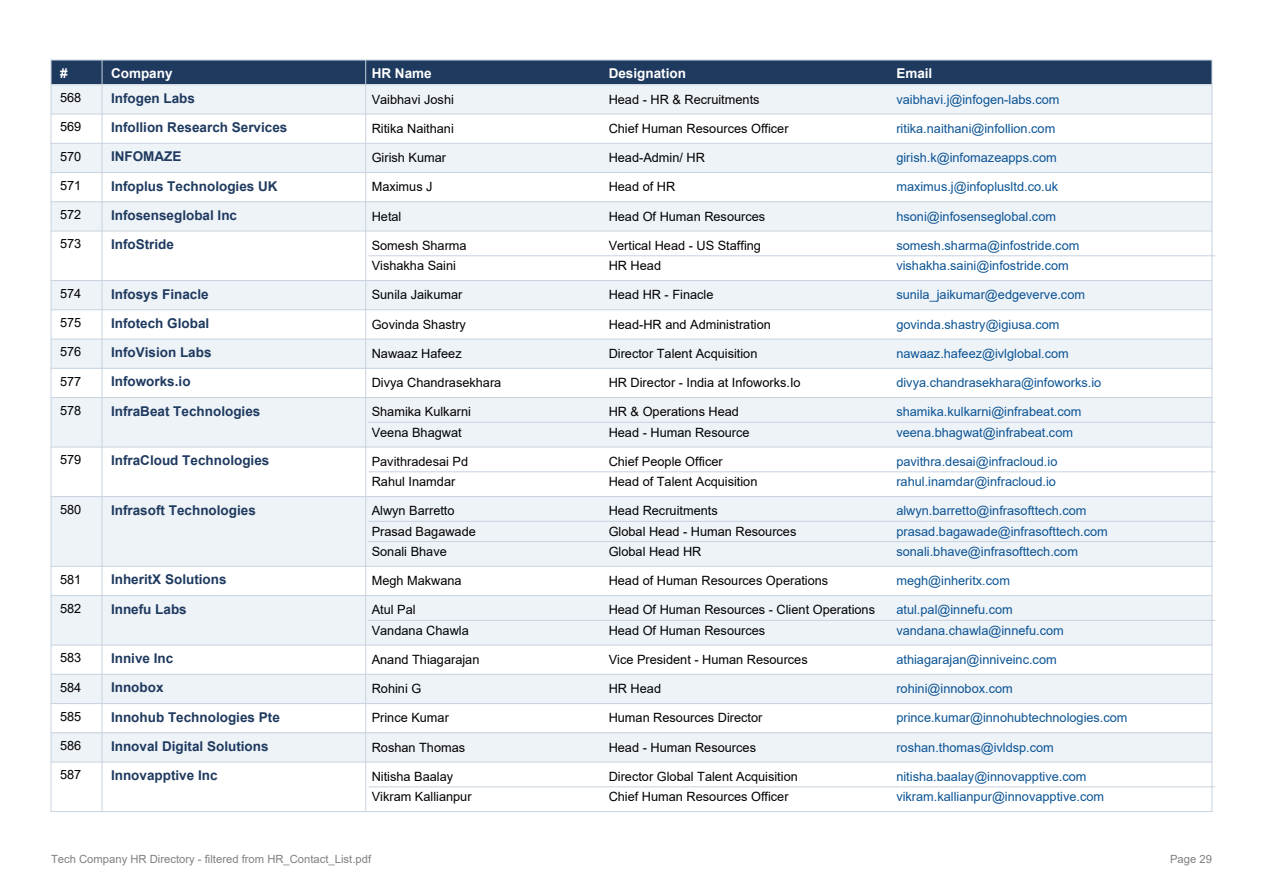 # Company HR Name Designation Email
568 Infogen Labs Vaibhavi Joshi Head - HR & Recruitments vaibhavi.j@infogen-labs.com
569 Infollion Research Services Ritika Naithani Chief Human Resources Officer ritika.naithani@infollion.com
570 INFOMAZE Girish Kumar Head-Admin/ HR girish.k@infomazeapps.com
571 Infoplus Technologies UK Maximus J Head of HR maximus.j@infoplusltd.co.uk
572 Infosenseglobal Inc Hetal Head Of Human Resources hsoni@infosenseglobal.com
573 InfoStride Somesh Sharma Vertical Head - US Staffing somesh.sharma@infostride.com
Vishakha Saini HR Head vishakha.saini@infostride.com
574 Infosys Finacle Sunila Jaikumar Head HR - Finacle sunila_jaikumar@edgeverve.com
575 Infotech Global Govinda Shastry Head-HR and Administration govinda.shastry@igiusa.com
576 InfoVision Labs Nawaaz Hafeez Director Talent Acquisition nawaaz.hafeez@ivlglobal.com
577 Infoworks.io Divya Chandrasekhara HR Director - India at Infoworks.Io divya.chandrasekhara@infoworks.io
578 InfraBeat Technologies Shamika Kulkarni HR & Operations Head shamika.kulkarni@infrabeat.com
Veena Bhagwat Head - Human Resource veena.bhagwat@infrabeat.com
579 InfraCloud Technologies Pavithradesai Pd Chief People Officer pavithra.desai@infracloud.io
Rahul Inamdar Head of Talent Acquisition rahul.inamdar@infracloud.io
580 Infrasoft Technologies Alwyn Barretto Head Recruitments alwyn.barretto@infrasofttech.com
Prasad Bagawade Global Head - Human Resources prasad.bagawade@infrasofttech.com
Sonali Bhave Global Head HR sonali.bhave@infrasofttech.com
581 InheritX Solutions Megh Makwana Head of Human Resources Operations megh@inheritx.com
582 Innefu Labs Atul Pal Head Of Human Resources - Client Operations atul.pal@innefu.com
Vandana Chawla Head Of Human Resources vandana.chawla@innefu.com
583 Innive Inc Anand Thiagarajan Vice President - Human Resources athiagarajan@inniveinc.com
584 Innobox Rohini G HR Head rohini@innobox.com
585 Innohub Technologies Pte Prince Kumar Human Resources Director prince.kumar@innohubtechnologies.com
586 Innoval Digital Solutions Roshan Thomas Head - Human Resources roshan.thomas@ivldsp.com
587 Innovapptive Inc Nitisha Baalay Director Global Talent Acquisition nitisha.baalay@innovapptive.com
Vikram Kallianpur Chief Human Resources Officer vikram.kallianpur@innovapptive.com
Tech Company HR Directory - filtered from HR_Contact_List.pdf Page 29